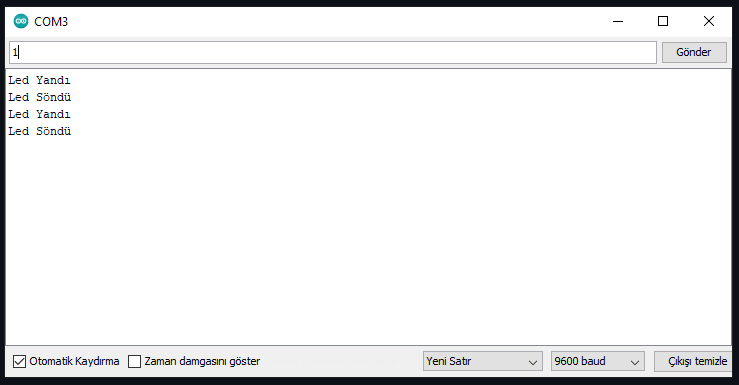 COM3
1
Gönder
Led Yandı
Led Söndü
Led Yandı
Led Söndü
Otomatik Kaydırma
Zaman damgasını göster
Yeni Satır
9600 baud
Çıkışı temizle